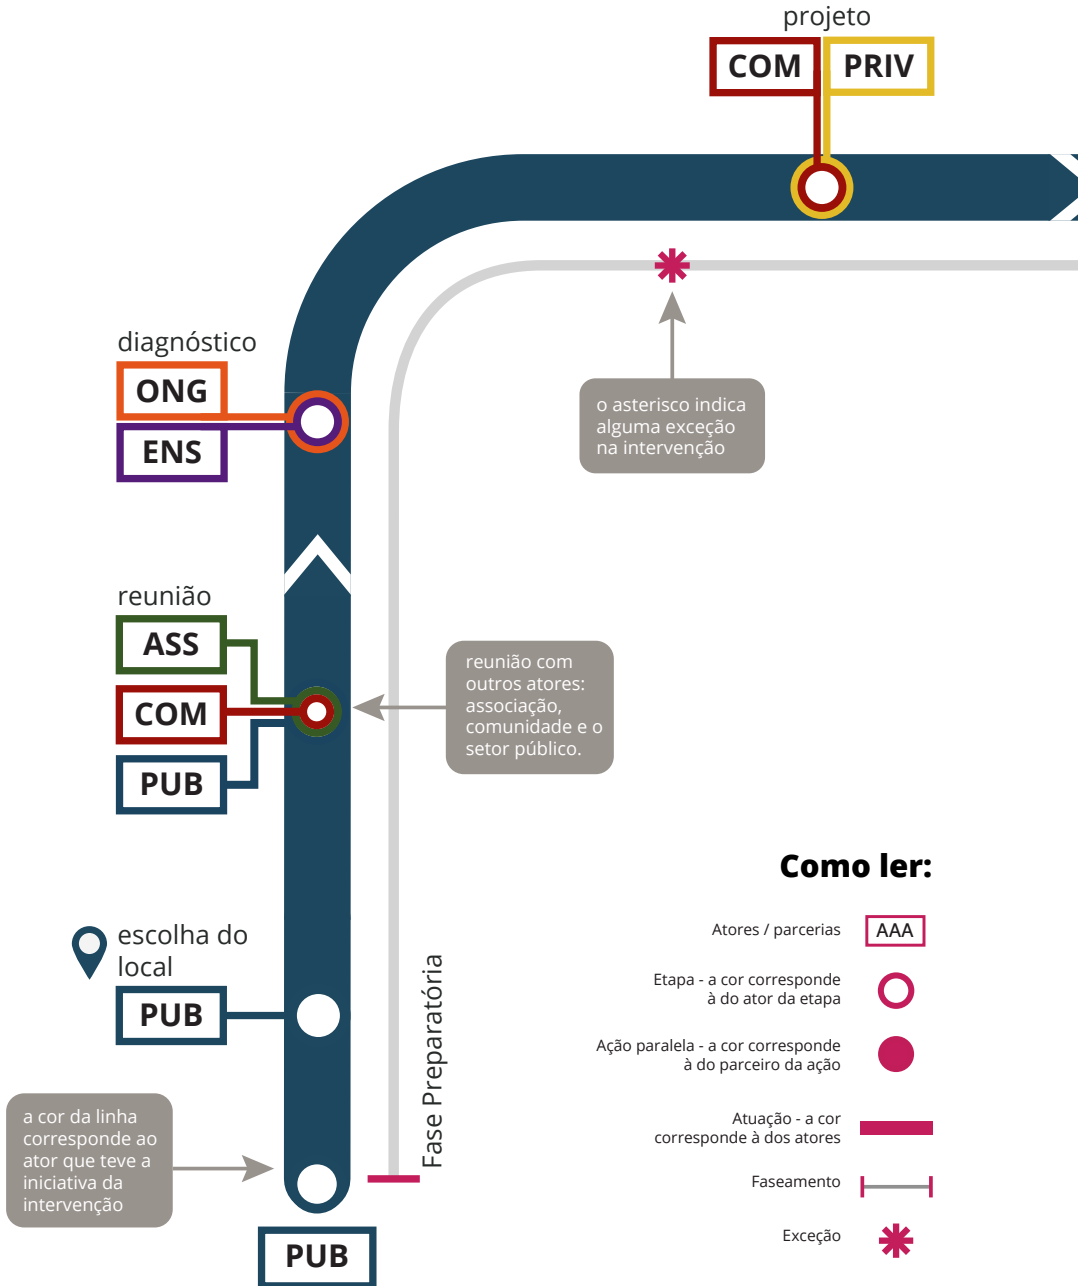 projeto
COM
PRIV
diagnóstico
ONG
ENS
o asterisco indica
alguma exceção
na intervenção
reunião
ASS
COM
PUB
reunião com
outros atores:
associação,
comunidade e o
setor público.
escolha do
local
PUB
Fase Preparatória
a cor da linha
corresponde ao
ator que teve a
iniciativa da
intervenção
PUB
Como ler:
Atores / parcerias
AAA
Etapa - a cor corresponde
à do ator da etapa
Ação paralela - a cor corresponde
à do parceiro da ação
Atuação - a cor
corresponde à dos atores
Faseamento
Exceção